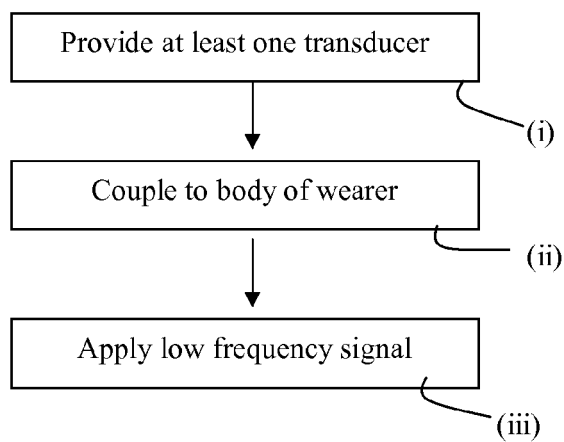 Provide at least one transducer
(i)
Couple to body of wearer
(ii)
Apply low frequency signal
(iii)